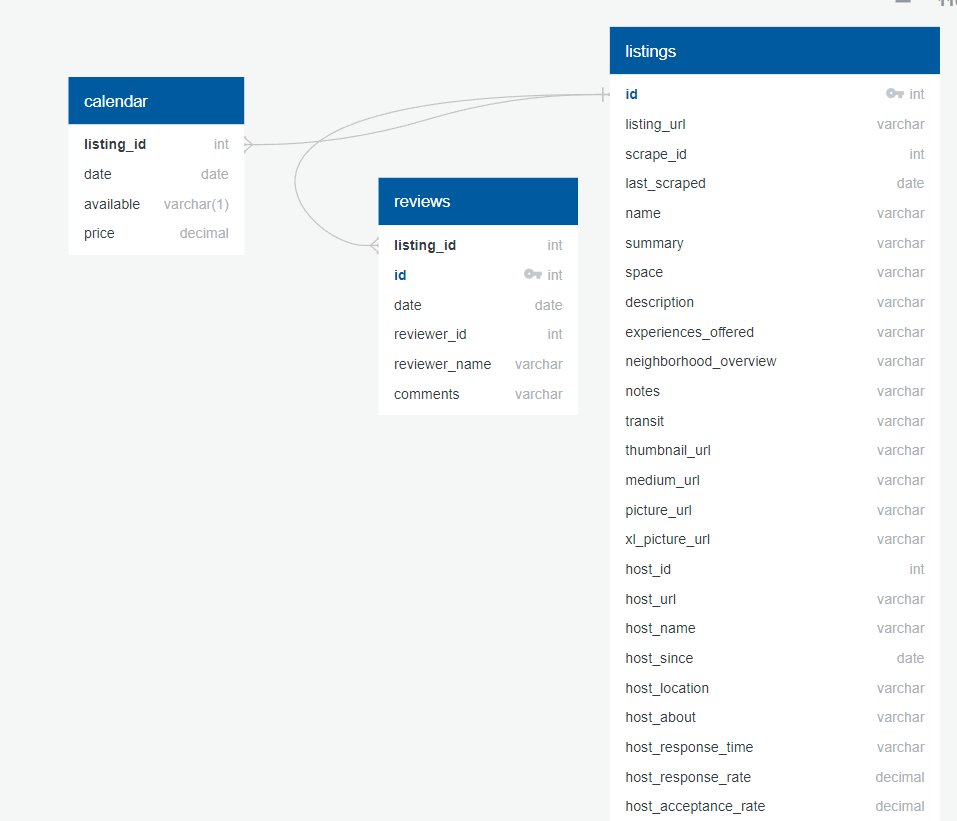 calendar
listing_id int
date date
available varchar(1)
price decimal
reviews
listing_id int
id int
date date
reviewer_id int
reviewer_name varchar
comments varchar
listings
id int
listing_url varchar
scrape_id int
last_scraped date
name varchar
summary varchar
space varchar
description varchar
experiences_offered varchar
neighborhood_overview varchar
notes varchar
transit varchar
thumbnail_url varchar
medium_url varchar
picture_url varchar
xl_picture_url varchar
host_id int
host_url varchar
host_name varchar
host_since date
host_location varchar
host_about varchar
host_response_time varchar
host_response_rate decimal
host_acceptance_rate decimal